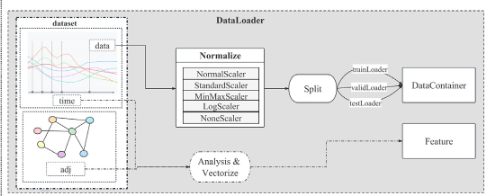 DataLoader
dataset
data
time
adj
Normalize
NormalScaler
StandardScaler
MinMaxScaler
LogScaler
NoneScaler
Split
trainLoader
validLoader
testLoader
DataContainer
Analysis &
Vectorize
Feature